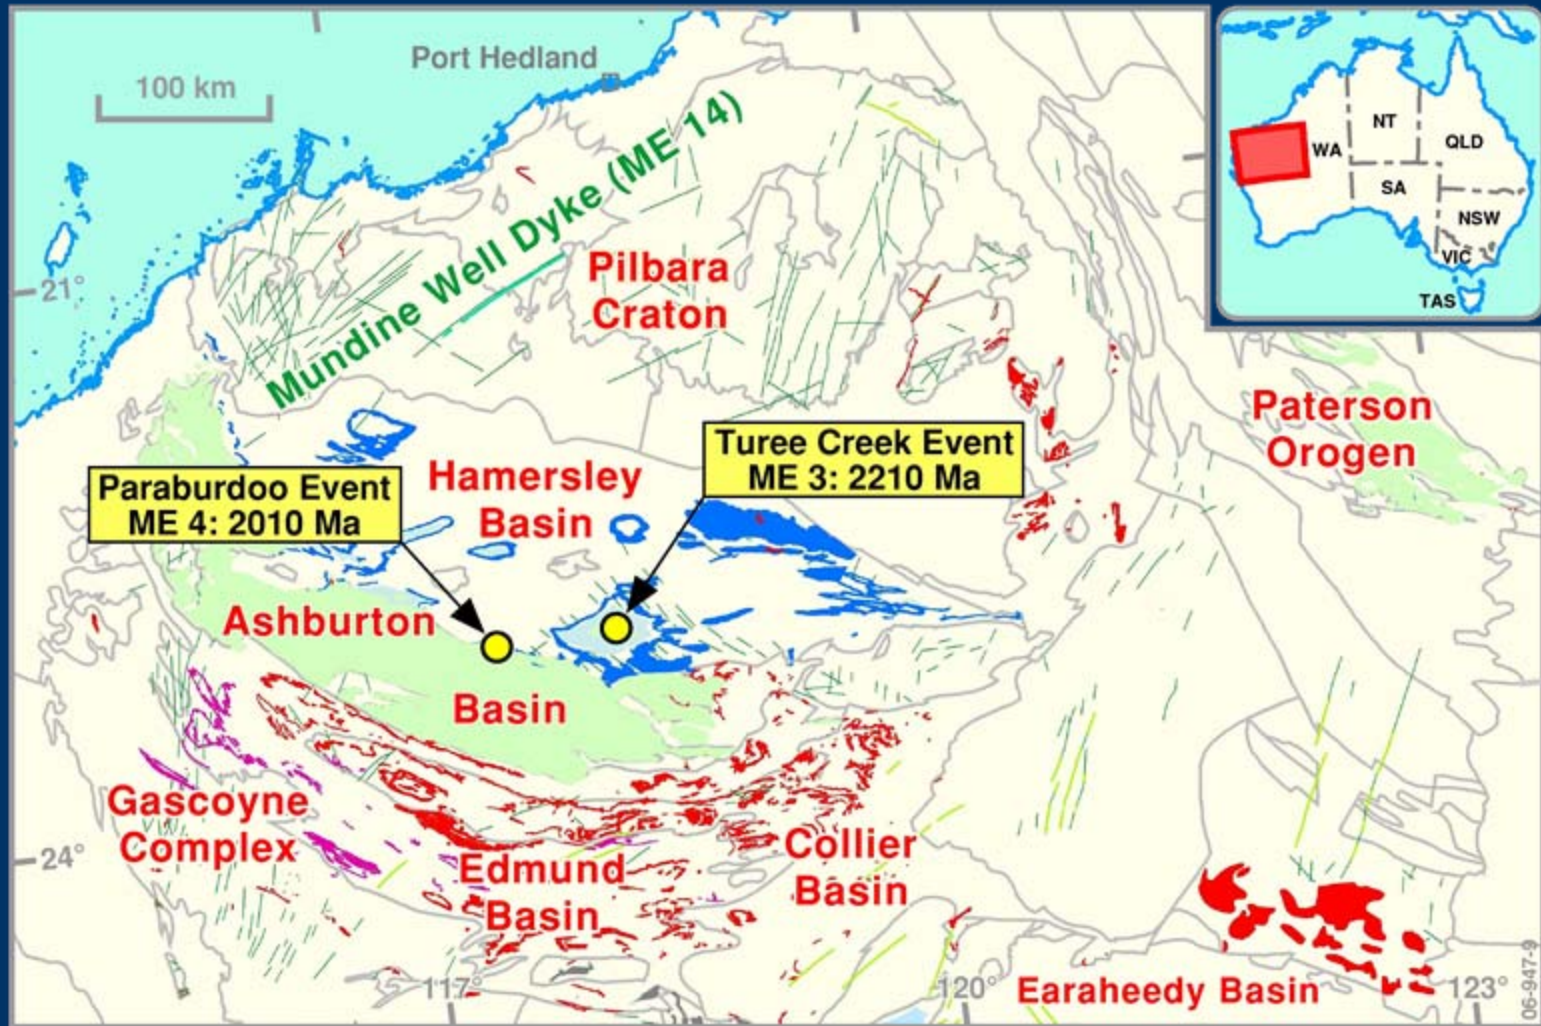 Port Hedland
100 km
Mundine Well Dyke (ME 14)
NT
WA
QLD
SA
NSW
VIC
TAS
21°
Pilbara
Craton
Paterson
Orogen
Turee Creek Event
ME 3: 2210 Ma
Hamersley
Basin
Paraburdoo Event
ME 4: 2010 Ma
Ashburton
Basin
Gascoyne
Complex
24°
Edmund
Basin
Collier
Basin
117°
120°
Earaheedy Basin
123°
06-947-9